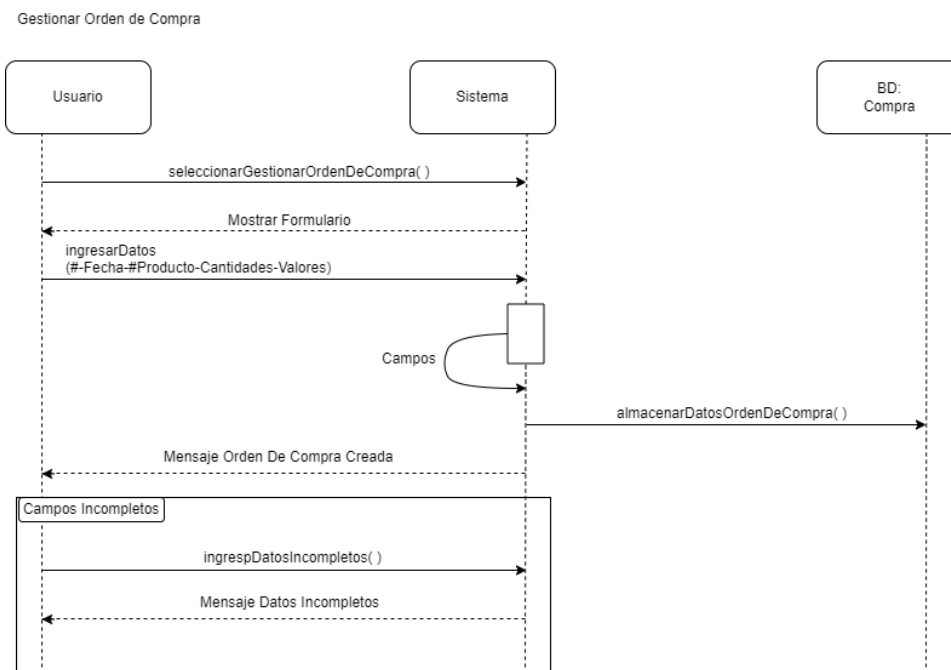 Gestionar Orden de Compra
Usuario
Sistema
BD:
Compra
seleccionarGestionarOrdenDeCompra( )
Mostrar Formulario
ingresarDatos
(#-Fecha-#Producto-Cantidades-Valores)
Campos
almacenarDatosOrdenDeCompra( )
Mensaje Orden De Compra Creada
Campos Incompletos
ingrespDatosIncompletos( )
Mensaje Datos Incompletos